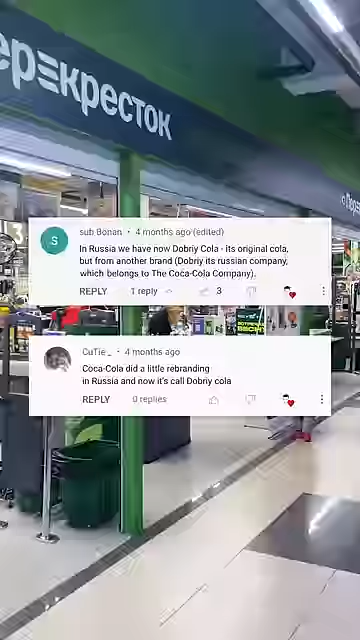 перекресток
sub Bonan • 4 months ago (edited)
In Russia we have now Dobriy Cola - its original cola,
but from another brand (Dobriy its russian company,
which belongs to The Coca-Cola Company).
REPLY 1 reply 3
CuTie _ • 4 months ago
Coca-Cola did a little rebranding
in Russia and now it's call Dobriy cola
REPLY 0 replies